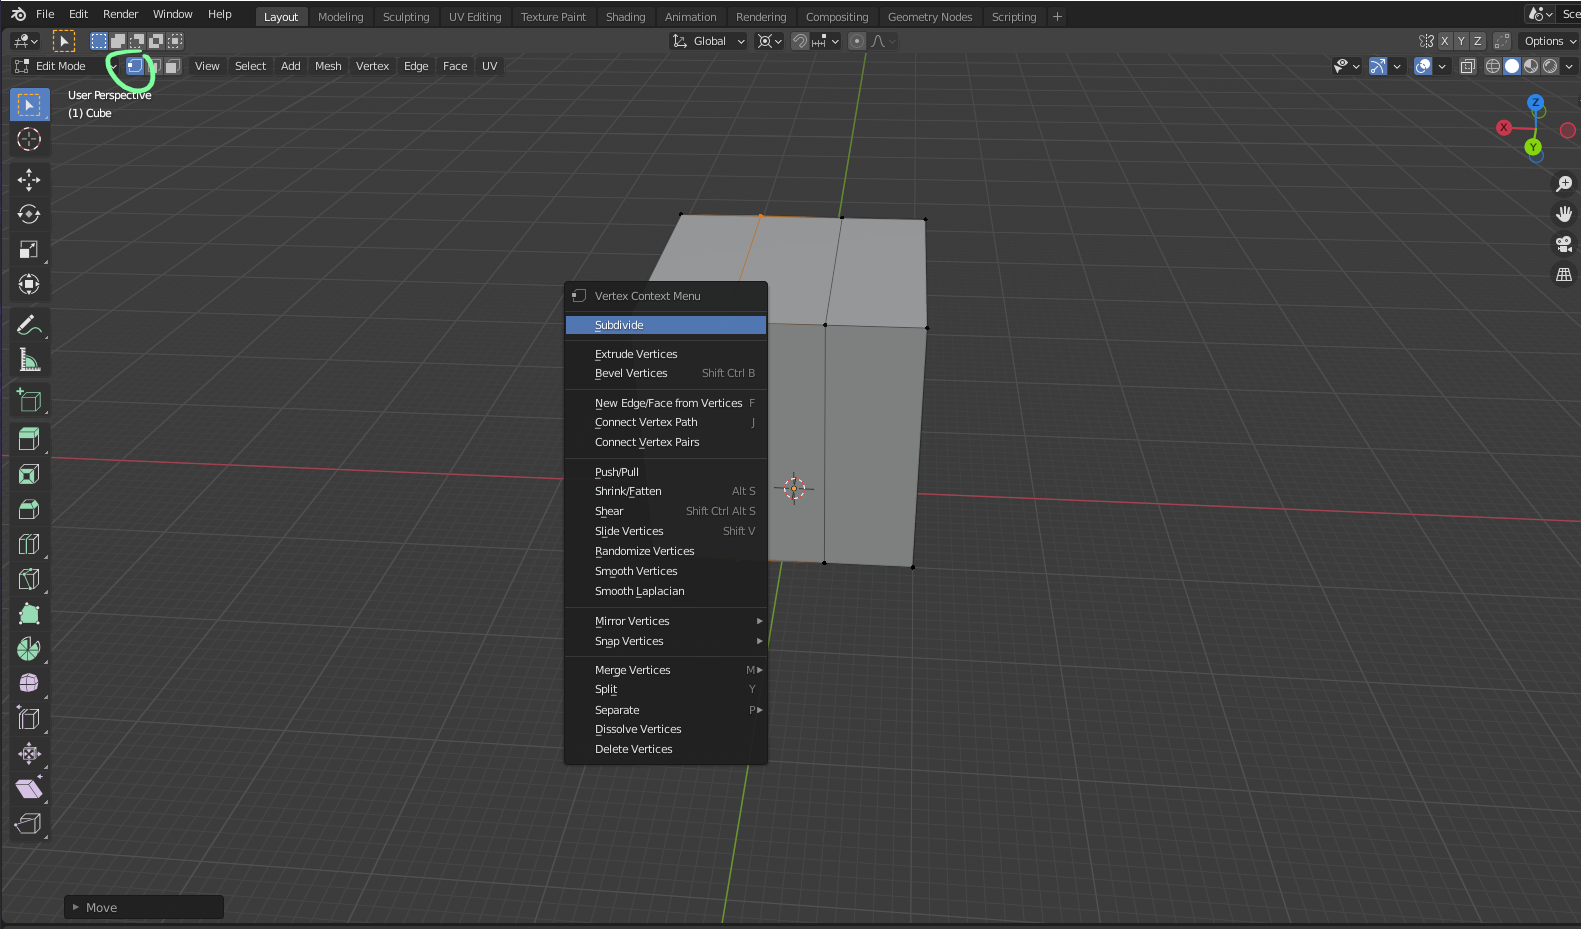 File Edit Render Window Help Layout Modeling Sculpting UV Editing Texture Paint Shading Animation Rendering Compositing Geometry Nodes Scripting + Sce
Global X Y Z Options
Edit Mode View Select Add Mesh Vertex Edge Face UV
User Perspective
(1) Cube
Z
X
Y
Vertex Context Menu
Subdivide
Extrude Vertices
Bevel Vertices Shift Ctrl B
New Edge/Face from Vertices F
Connect Vertex Path J
Connect Vertex Pairs
Push/Pull
Shrink/Fatten Alt S
Shear Shift Ctrl Alt S
Slide Vertices Shift V
Randomize Vertices
Smooth Vertices
Smooth Laplacian
Mirror Vertices
Snap Vertices
Merge Vertices M
Split Y
Separate P
Dissolve Vertices
Delete Vertices
Move